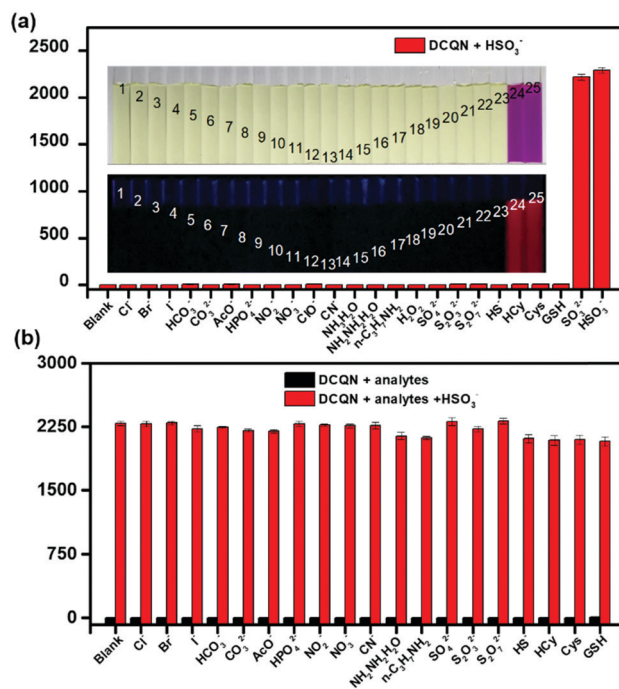 (a)
DCQN + HSO₃⁻
2500
2000
1500
1000
500
0
1 2 3 4 5 6 7 8 9 10 11 12 13 14 15 16 17 18 19 20 21 22 23 24 25
1 2 3 4 5 6 7 8 9 10 11 12 13 14 15 16 17 18 19 20 21 22 23 24 25
Blank Cl⁻ Br⁻ I⁻ HCO₃⁻ CO₃²⁻ AcO⁻ HPO₄²⁻ NO₂⁻ NO₃⁻ ClO⁻ CN⁻ NH₃H₂O NH₂NH₂H₂O n-C₃H₇NH₂ H₂O₂ SO₄²⁻ S₂O₃²⁻ S₂O₇²⁻ HS⁻ HCy Cys GSH SO₃²⁻ HSO₃⁻
(b)
DCQN + analytes
DCQN + analytes +HSO₃⁻
3000
2250
1500
750
0
Blank Cl⁻ Br⁻ I⁻ HCO₃⁻ CO₃²⁻ AcO⁻ HPO₄²⁻ NO₂⁻ NO₃⁻ CN⁻ NH₂NH₂H₂O n-C₃H₇NH₂ SO₄²⁻ S₂O₃²⁻ S₂O₇²⁻ HS⁻ HCy Cys GSH